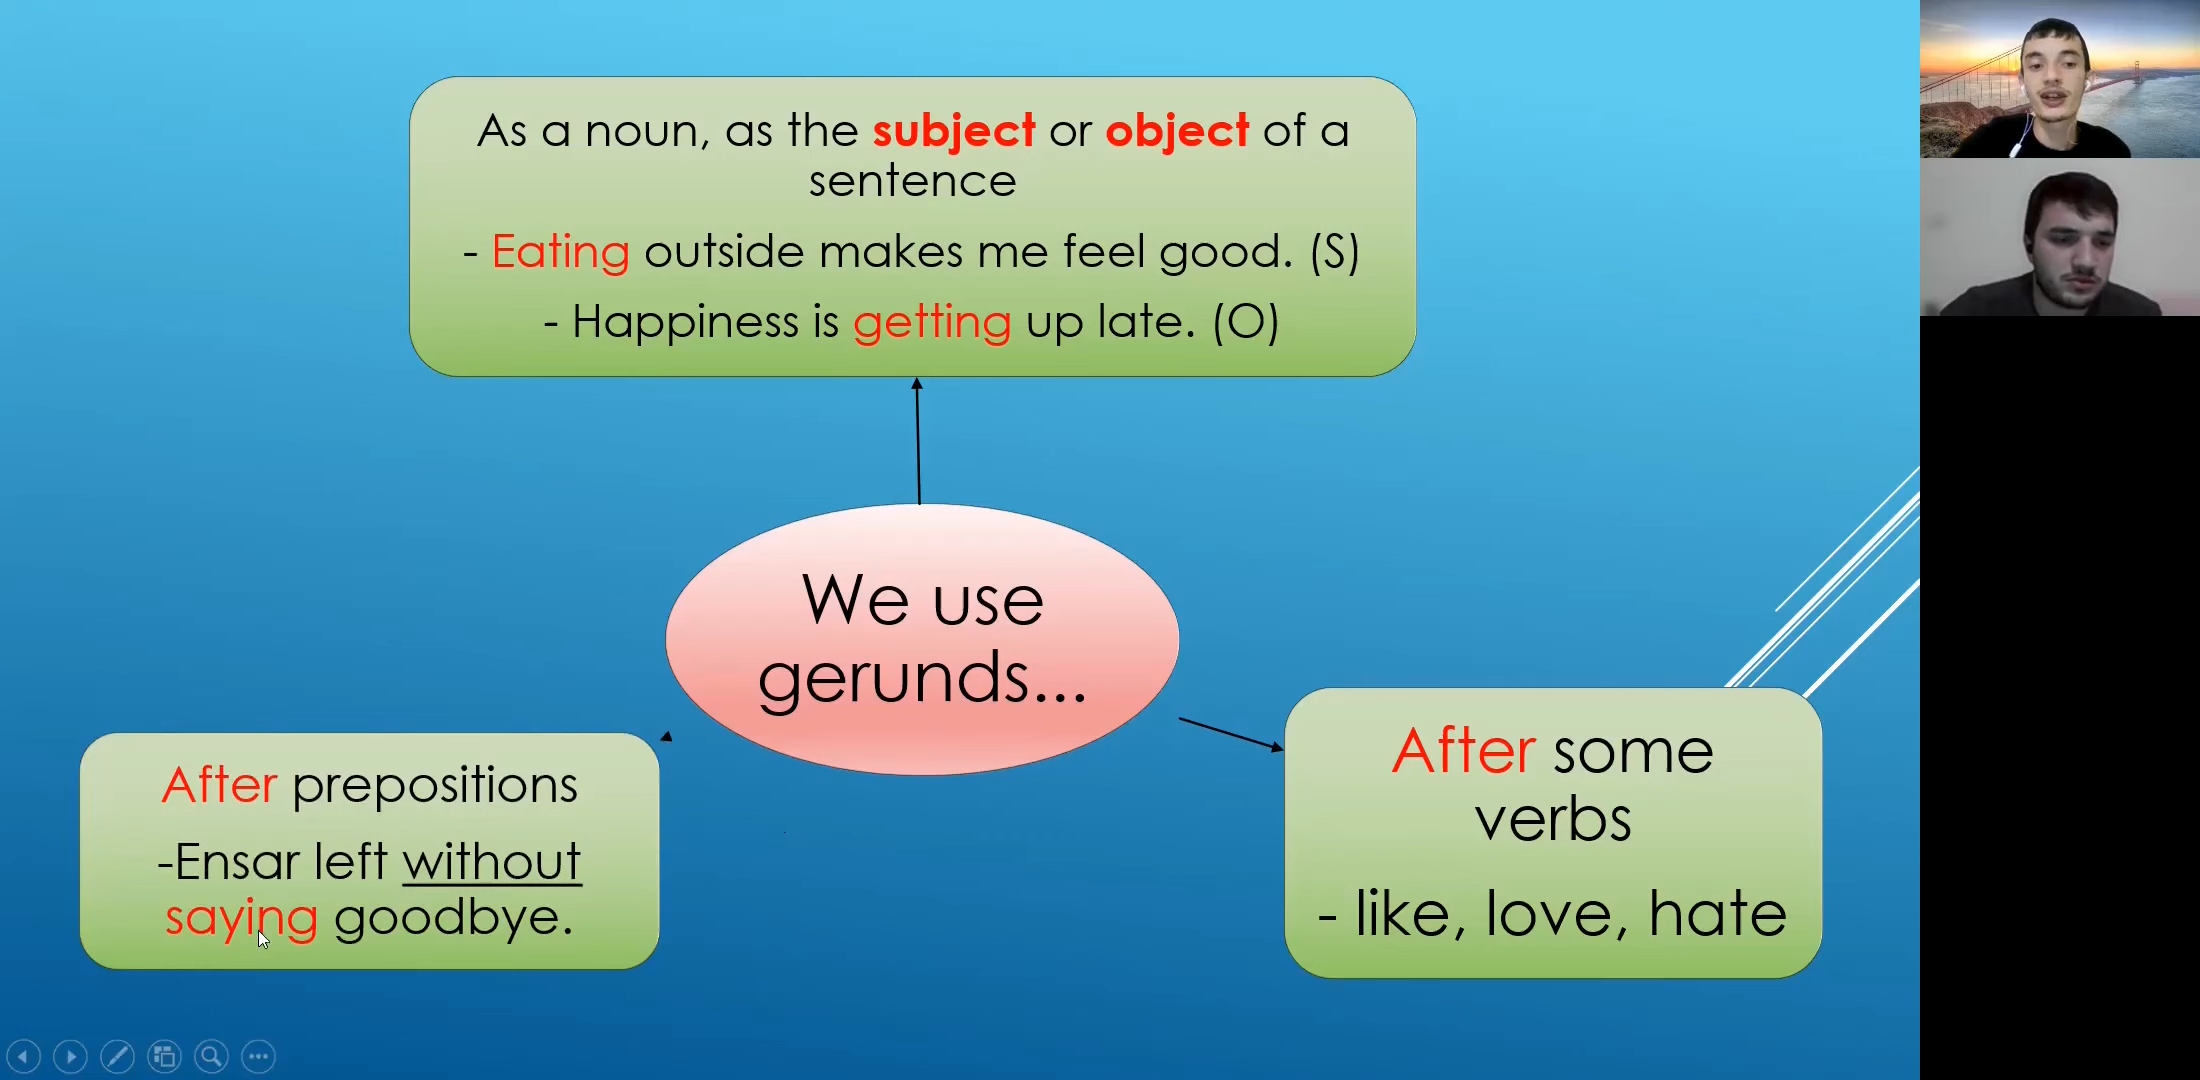 As a noun, as the subject or object of a
sentence
- Eating outside makes me feel good. (S)
- Happiness is getting up late. (O)
We use
gerunds...
After prepositions
-Ensar left without
saying goodbye.
After some
verbs
- like, love, hate